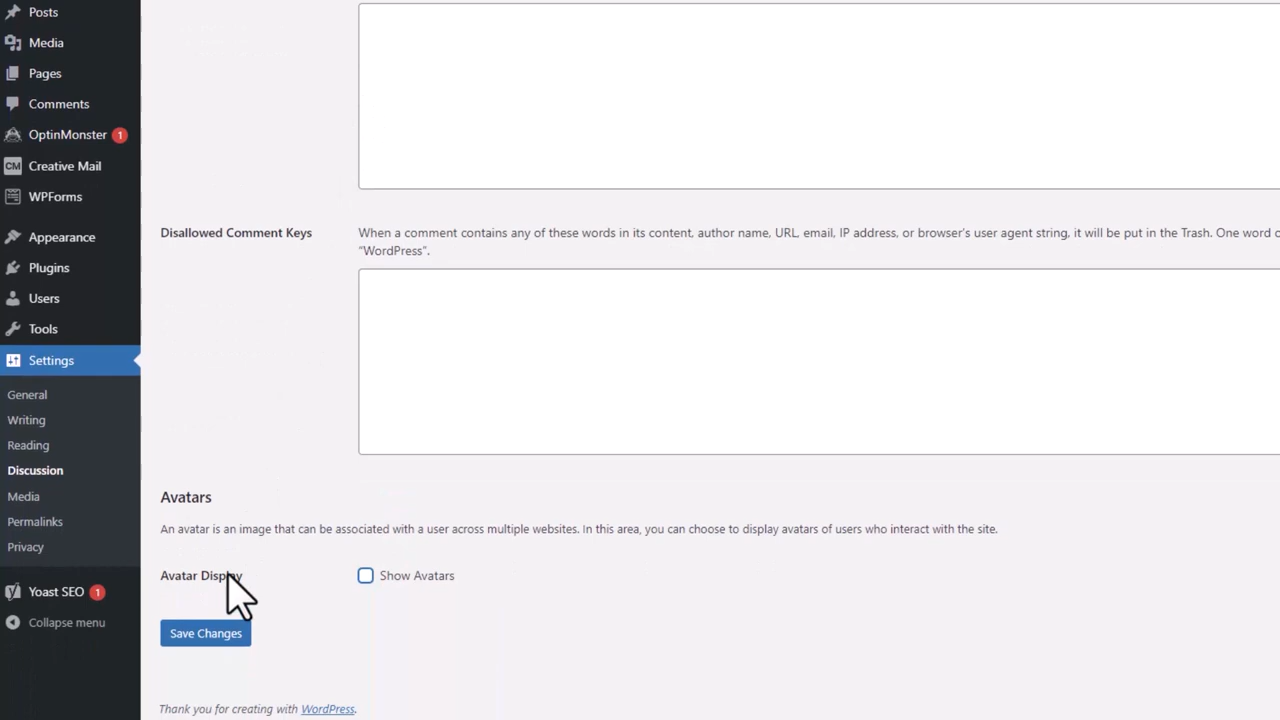 Posts
Media
Pages
Comments
OptinMonster 1
CM Creative Mail
WPForms
Appearance
Plugins
Users
Tools
Settings
General
Writing
Reading
Discussion
Media
Permalinks
Privacy
Yoast SEO 1
Collapse menu
Disallowed Comment Keys
When a comment contains any of these words in its content, author name, URL, email, IP address, or browser's user agent string, it will be put in the Trash. One word
“WordPress”.
Avatars
An avatar is an image that can be associated with a user across multiple websites. In this area, you can choose to display avatars of users who interact with the site.
Avatar Display
Show Avatars
Save Changes
Thank you for creating with WordPress.